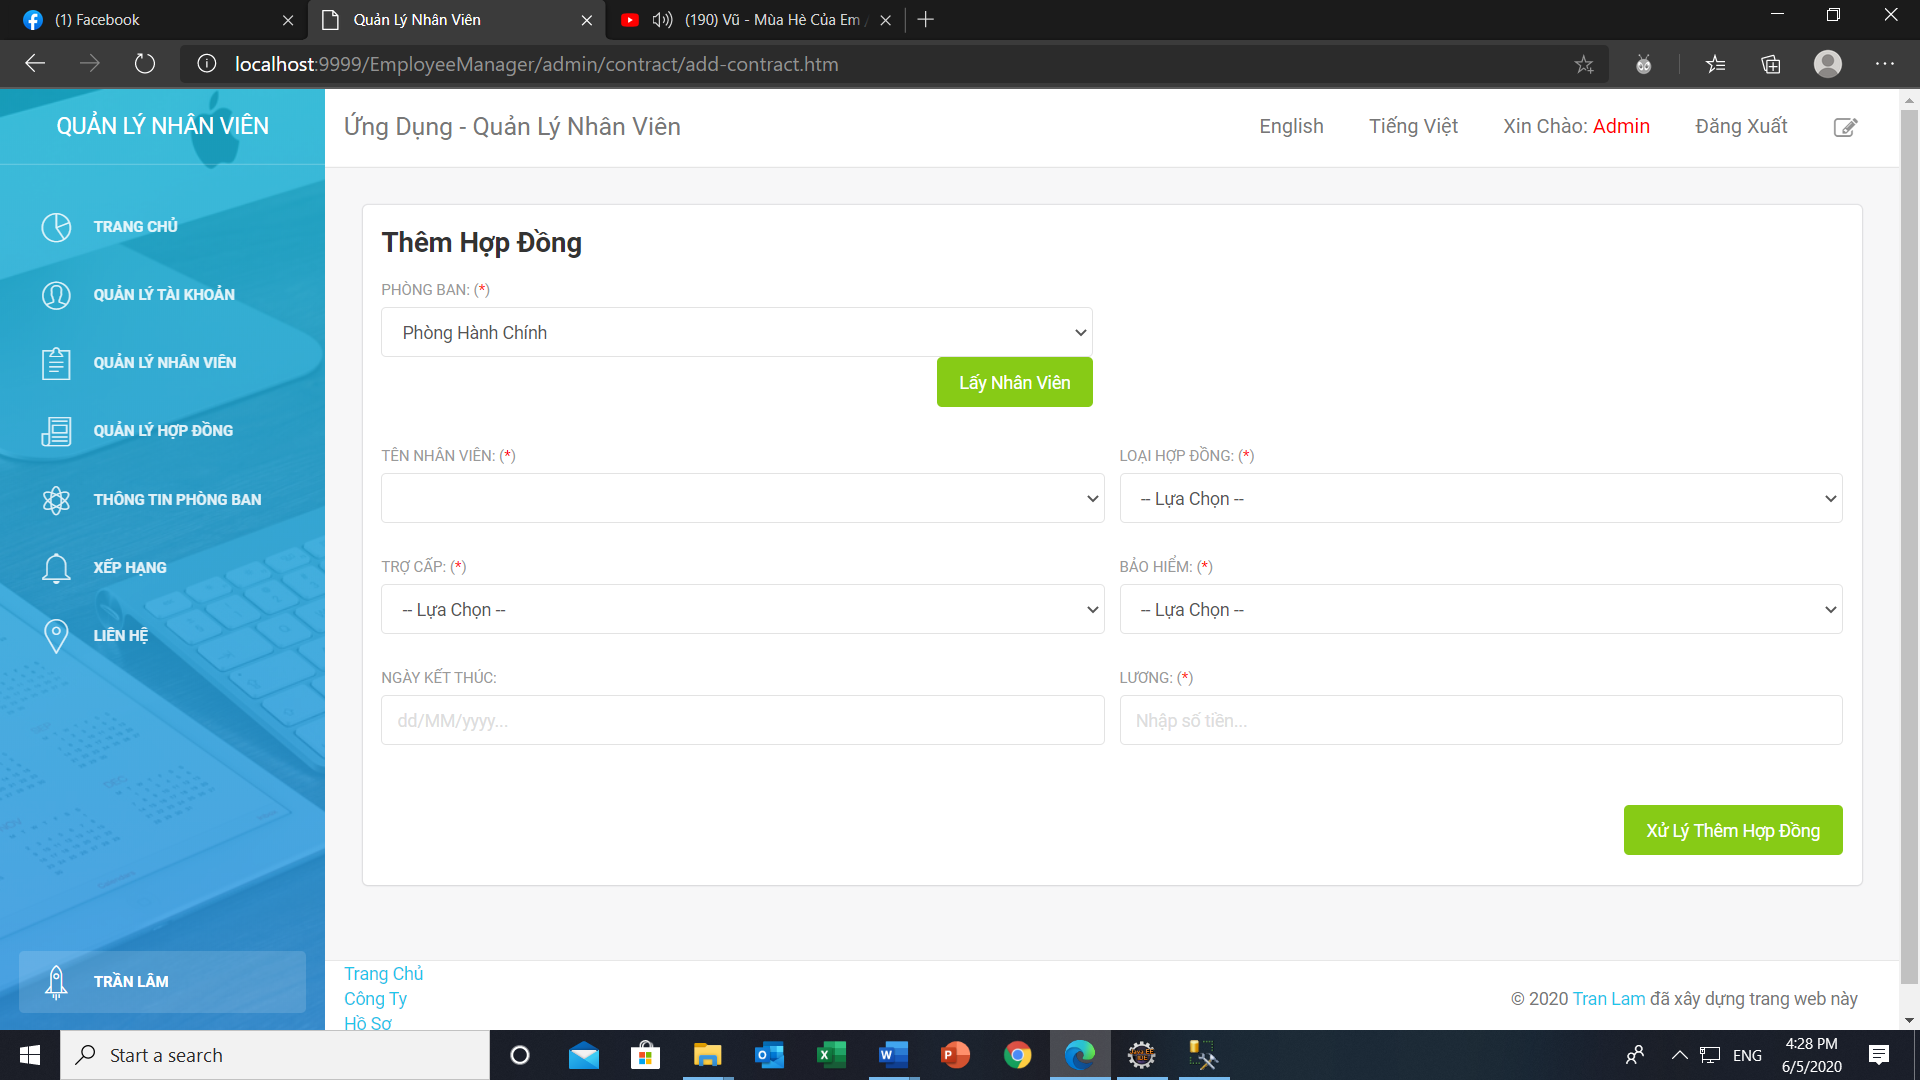 (1) Facebook
Quản Lý Nhân Viên
(190) Vũ - Mùa Hè Của Em
localhost:9999/EmployeeManager/admin/contract/add-contract.htm
QUẢN LÝ NHÂN VIÊN
Ứng Dụng - Quản Lý Nhân Viên
English
Tiếng Việt
Xin Chào: Admin
Đăng Xuất
TRANG CHỦ
QUẢN LÝ TÀI KHOẢN
QUẢN LÝ NHÂN VIÊN
QUẢN LÝ HỢP ĐỒNG
THÔNG TIN PHÒNG BAN
XẾP HẠNG
LIÊN HỆ
TRẦN LÂM
Thêm Hợp Đồng
PHÒNG BAN: (*)
Phòng Hành Chính
Lấy Nhân Viên
TÊN NHÂN VIÊN: (*)
LOẠI HỢP ĐỒNG: (*)
-- Lựa Chọn --
TRỢ CẤP: (*)
BẢO HIỂM: (*)
-- Lựa Chọn --
-- Lựa Chọn --
NGÀY KẾT THÚC:
LƯƠNG: (*)
dd/MM/yyyy...
Nhập số tiền...
Xử Lý Thêm Hợp Đồng
Trang Chủ
Công Ty
Hồ Sơ
© 2020 Tran Lam đã xây dựng trang web này
Start a search
ENG
4:28 PM
6/5/2020